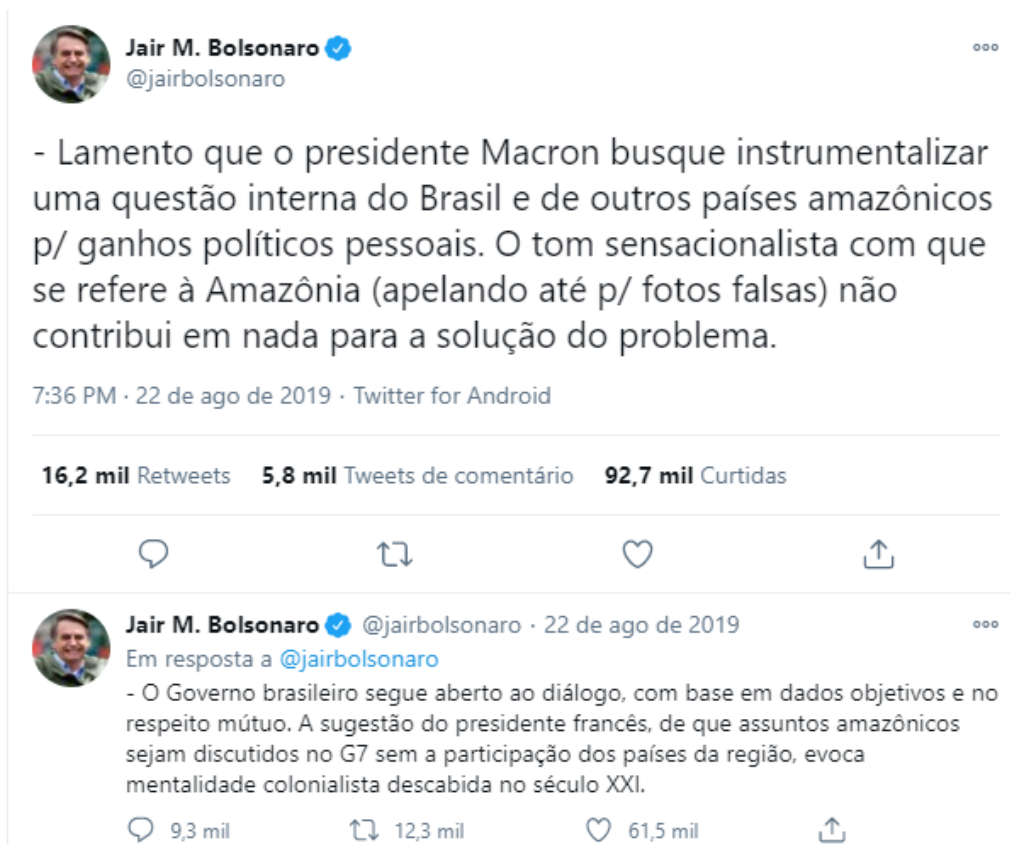 Jair M. Bolsonaro
@jairbolsonaro
- Lamento que o presidente Macron busque instrumentalizar
uma questão interna do Brasil e de outros países amazônicos
p/ ganhos políticos pessoais. O tom sensacionalista com que
se refere à Amazônia (apelando até p/ fotos falsas) não
contribui em nada para a solução do problema.
7:36 PM · 22 de ago de 2019 · Twitter for Android
16,2 mil Retweets 5,8 mil Tweets de comentário 92,7 mil Curtidas
Jair M. Bolsonaro @jairbolsonaro · 22 de ago de 2019
Em resposta a @jairbolsonaro
- O Governo brasileiro segue aberto ao diálogo, com base em dados objetivos e no
respeito mútuo. A sugestão do presidente francês, de que assuntos amazônicos
sejam discutidos no G7 sem a participação dos países da região, evoca
mentalidade colonialista descabida no século XXI.
9,3 mil 12,3 mil 61,5 mil